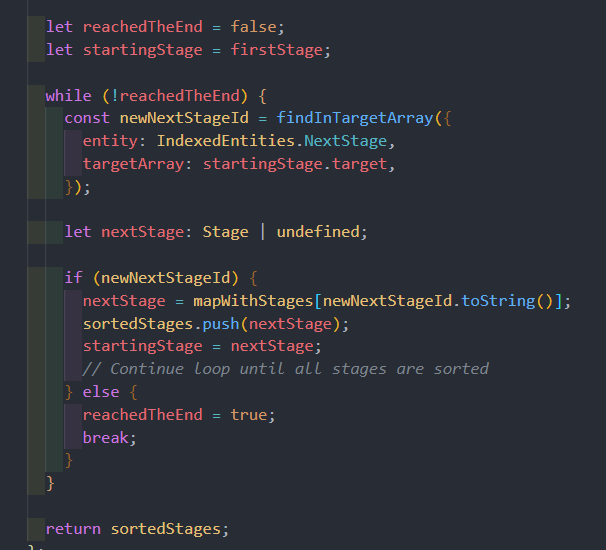 let reachedTheEnd = false;
let startingStage = firstStage;
while (!reachedTheEnd) {
const newNextStageId = findInTargetArray({
entity: IndexedEntities.NextStage,
targetArray: startingStage.target,
});
let nextStage: Stage | undefined;
if (newNextStageId) {
nextStage = mapWithStages[newNextStageId.toString()];
sortedStages.push(nextStage);
startingStage = nextStage;
// Continue loop until all stages are sorted
} else {
reachedTheEnd = true;
break;
}
}
return sortedStages;